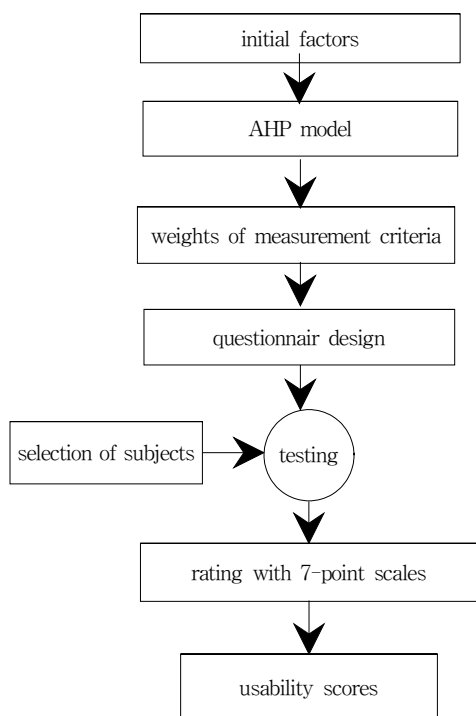 initial factors
AHP model
weights of measurement criteria
questionnair design
selection of subjects
testing
rating with 7-point scales
usability scores